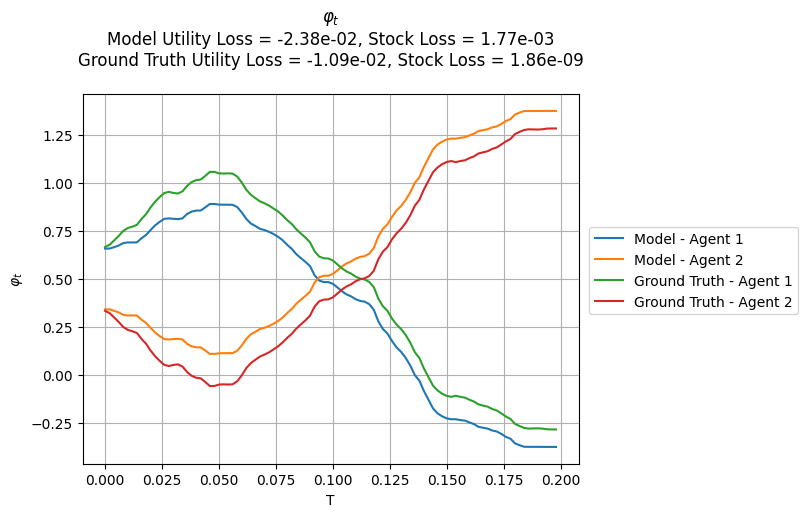 φ_t
Model Utility Loss = -2.38e-02, Stock Loss = 1.77e-03
Ground Truth Utility Loss = -1.09e-02, Stock Loss = 1.86e-09
1.25
1.00
0.75
0.50
0.25
0.00
−0.25
φ_t
0.000 0.025 0.050 0.075 0.100 0.125 0.150 0.175 0.200
T
Model - Agent 1
Model - Agent 2
Ground Truth - Agent 1
Ground Truth - Agent 2